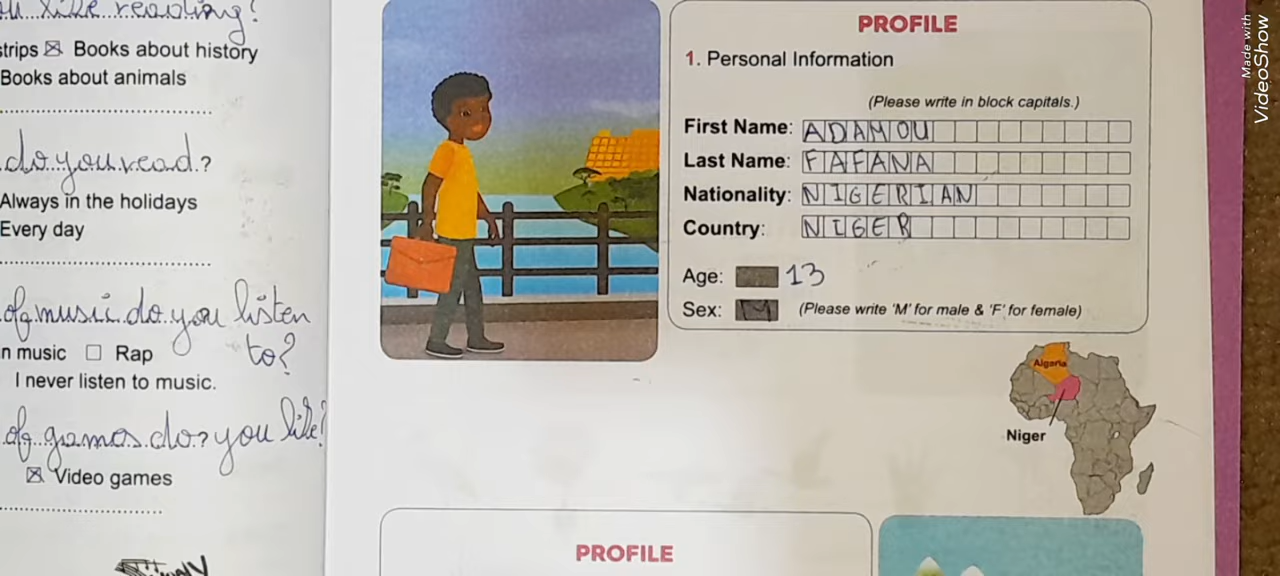 like reading?
strips ☒ Books about history
Books about animals
do you read?
Always in the holidays
Every day
of music do you listen
to?
n music ☐ Rap
I never listen to music.
of games do? you like?
☒ Video games
PROFILE
1. Personal Information
(Please write in block capitals.)
First Name: ADAMOU
Last Name: FAFANA
Nationality: NIGERIAN
Country: NIGER
Age: 13
Sex: M (Please write 'M' for male & 'F' for female)
Algeria
Niger
PROFILE
Made with
VideoShow